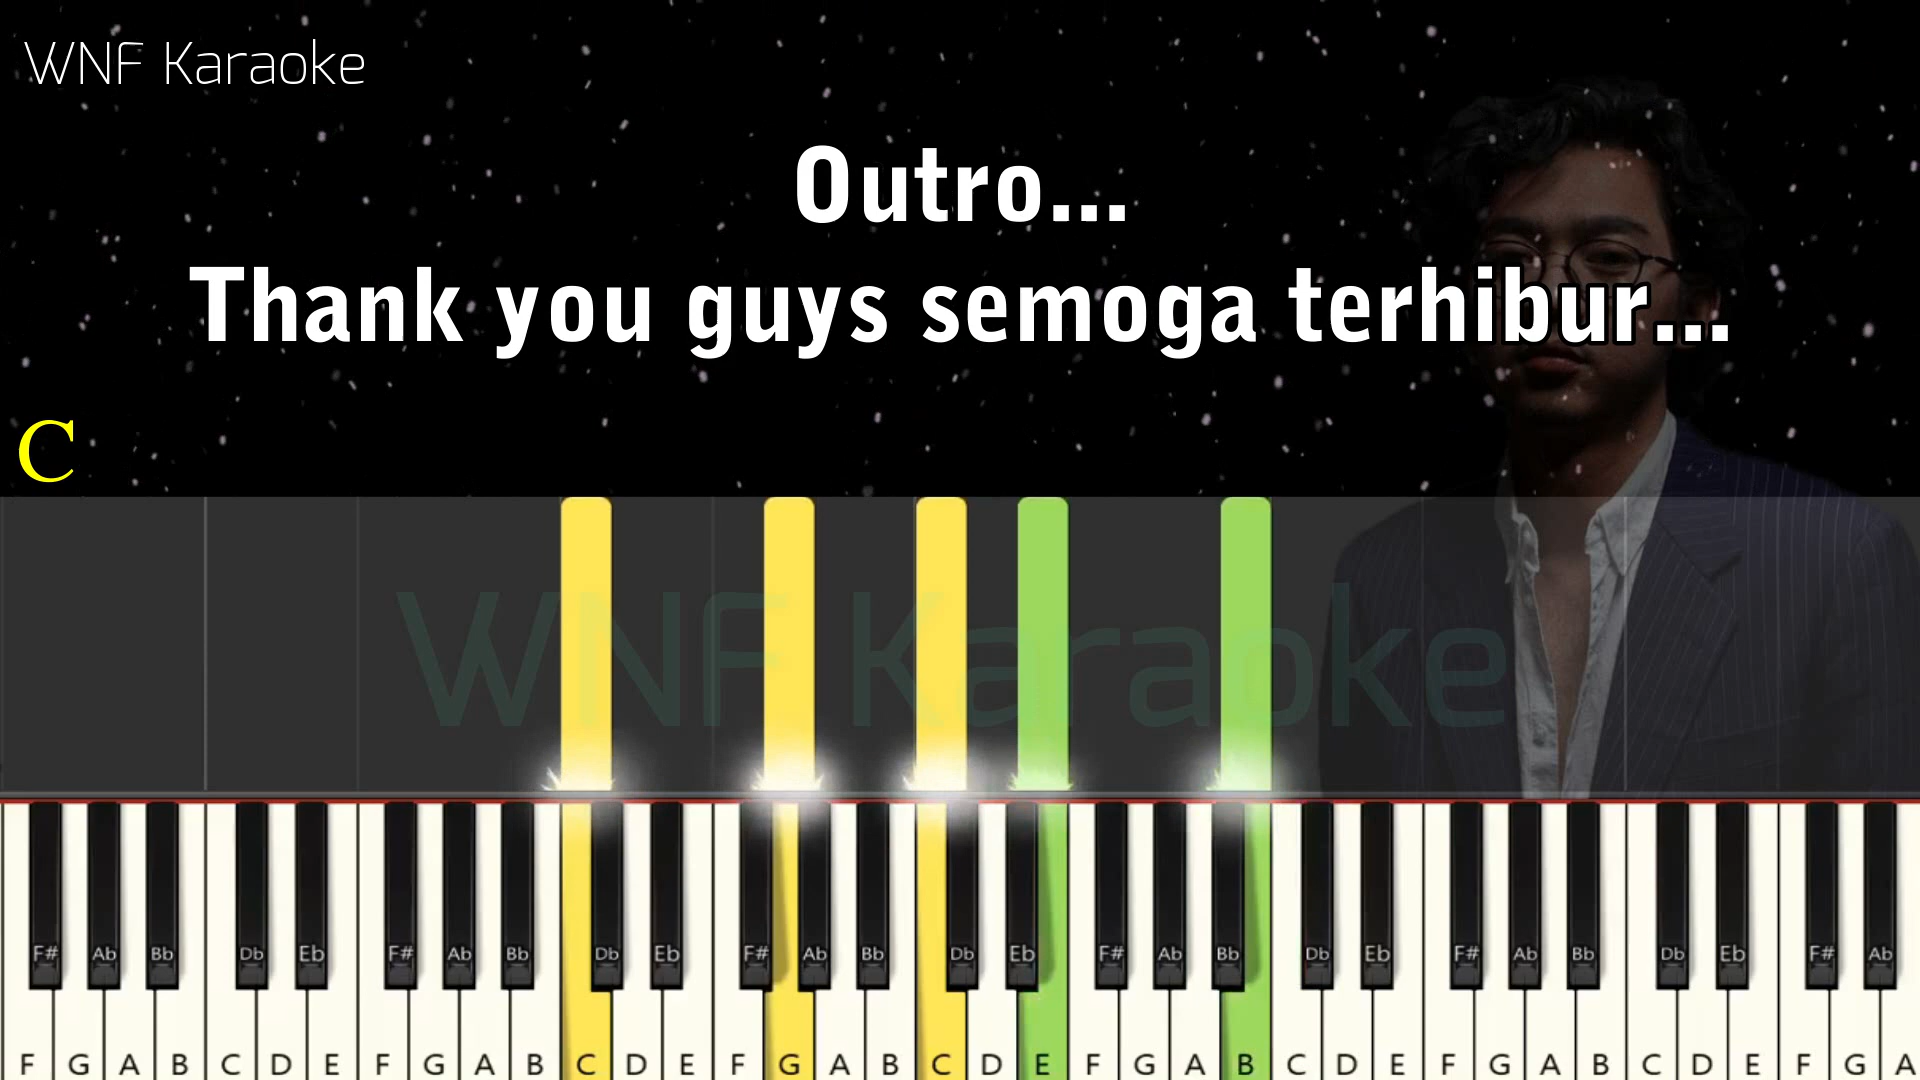 WNF Karaoke
Outro...
Thank you guys semoga terhibur...
C
WNF Karaoke
F# Ab Bb Db Eb F# Ab Bb Db Eb F# Ab Bb Db Eb F# Ab Bb Db Eb F# Ab Bb Db Eb F# Ab
F G A B C D E F G A B C D E F G A B C D E F G A B C D E F G A B C D E F G A